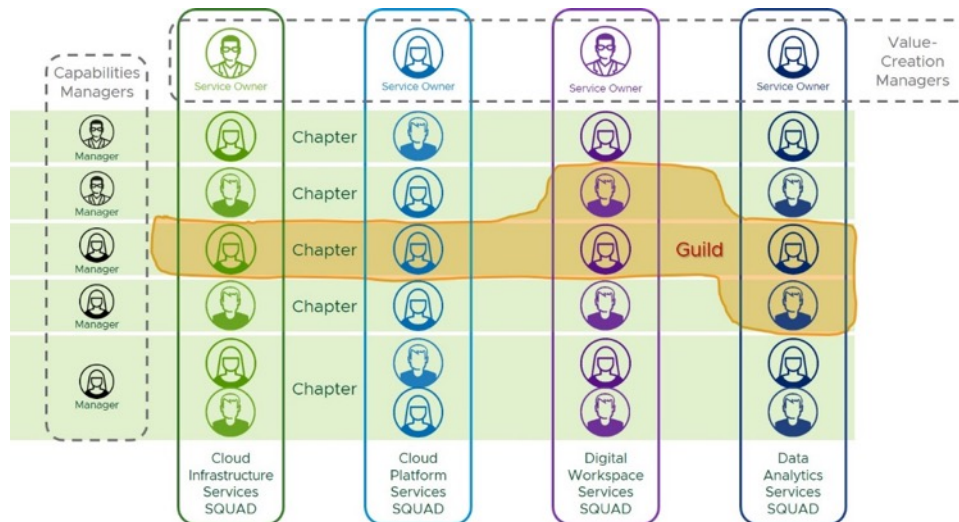 Value-
Creation
Managers
Capabilities
Managers
Service Owner
Service Owner
Service Owner
Service Owner
Manager
Chapter
Manager
Chapter
Manager
Chapter
Guild
Manager
Chapter
Manager
Chapter
Cloud
Infrastructure
Services
SQUAD
Cloud
Platform
Services
SQUAD
Digital
Workspace
Services
SQUAD
Data
Analytics
Services
SQUAD